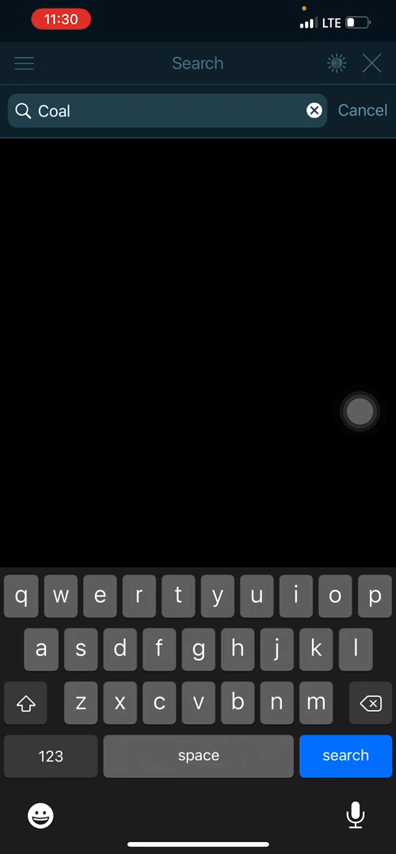 11:30 LTE
Search
Coal Cancel
q w e r t y u i o p
a s d f g h j k l
z x c v b n m
123 space search